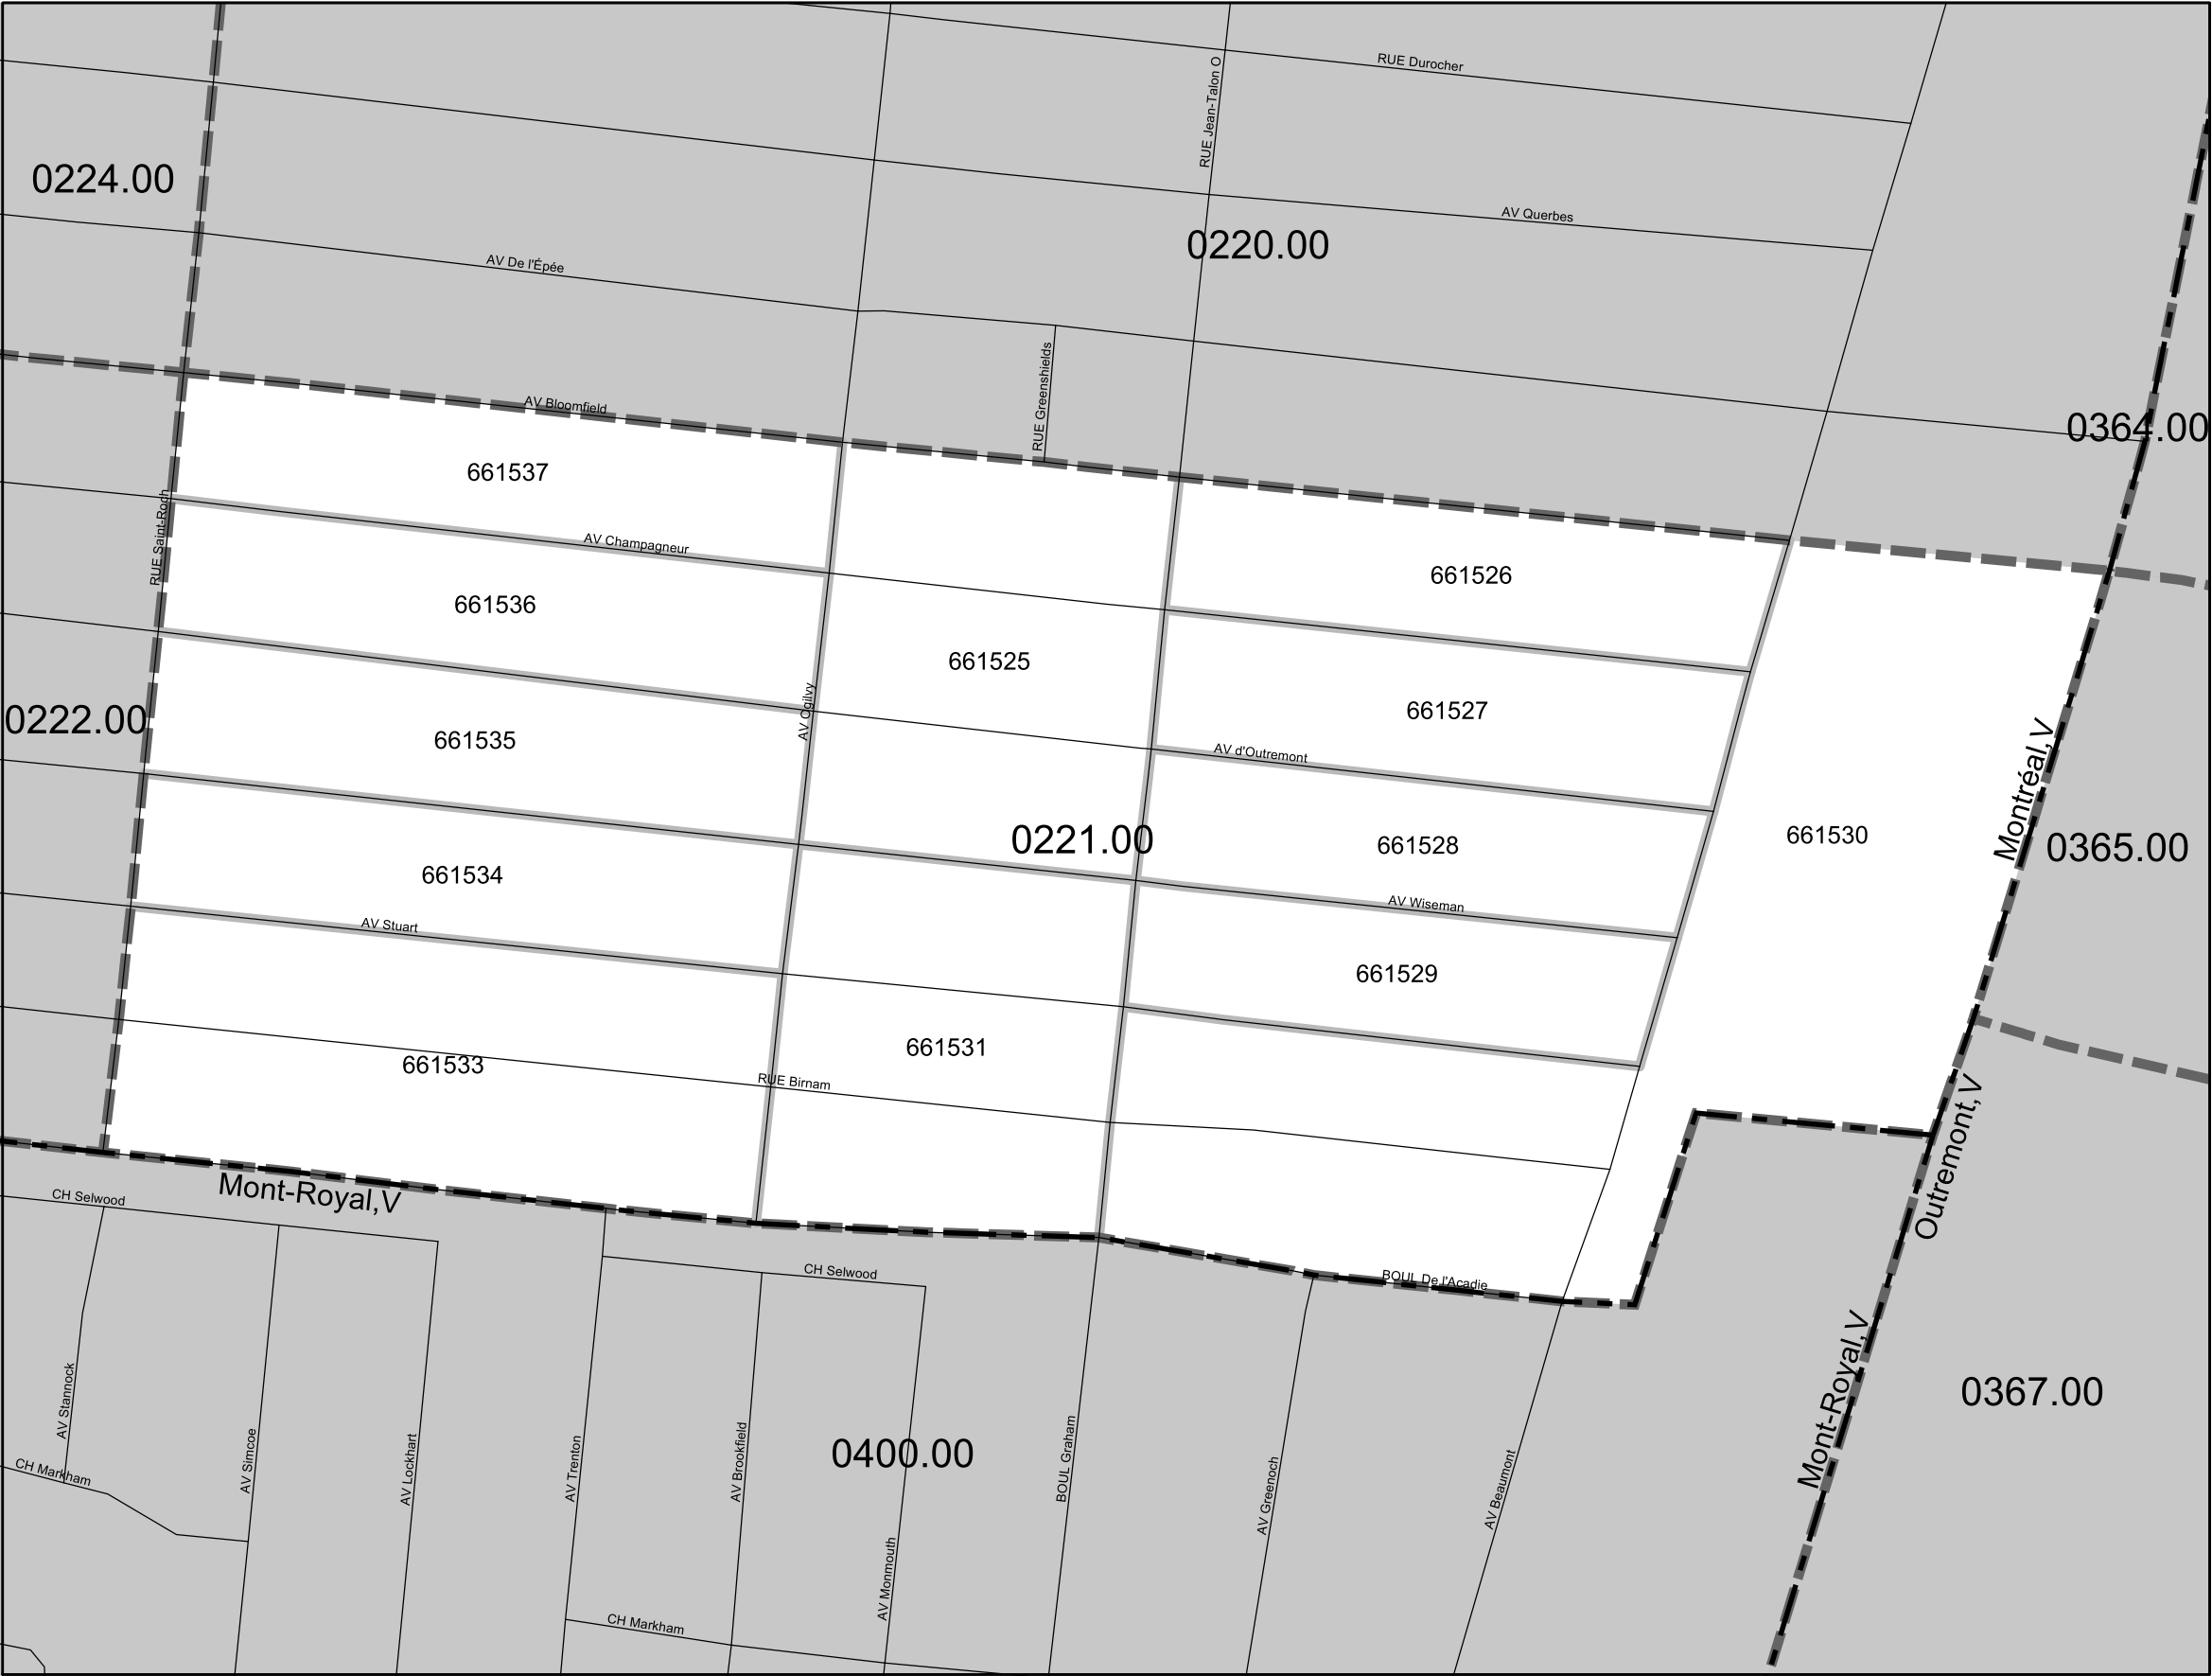 RUE Durocher
RUE Jean-Talon O
0224.00
AV Querbes
0220.00
AV De l'Épée
RUE Greenshields
AV Bloomfield
0364.00
661537
RUE Saint-Roch
AV Champagneur
661526
661536
661525
AV Ogilvy
661527
0222.00
661535
AV d'Outremont
Montréal,V
0221.00
661528
661530
0365.00
661534
AV Wiseman
AV Stuart
661529
661531
661533
RUE Birnam
Outremont,V
Mont-Royal,V
CH Selwood
CH Selwood
BOUL De l'Acadie
Mont-Royal,V
0367.00
AV Stannock
AV Simcoe
AV Lockhart
AV Trenton
AV Brookfield
0400.00
BOUL Graham
AV Greenoch
AV Beaumont
CH Markham
AV Monmouth
CH Markham